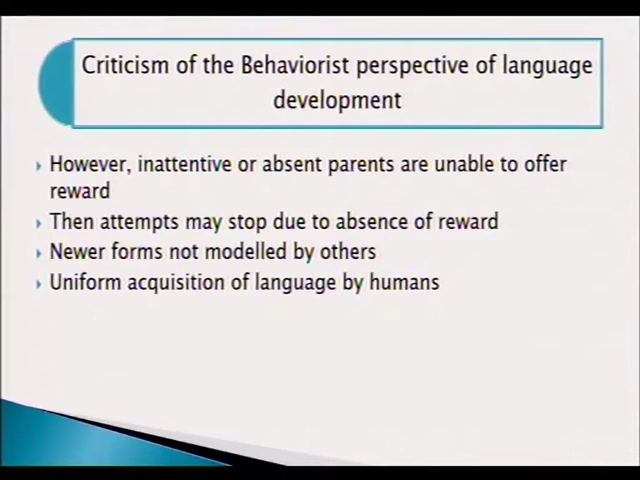 Criticism of the Behaviorist perspective of language
development
However, inattentive or absent parents are unable to offer
reward
Then attempts may stop due to absence of reward
Newer forms not modelled by others
Uniform acquisition of language by humans